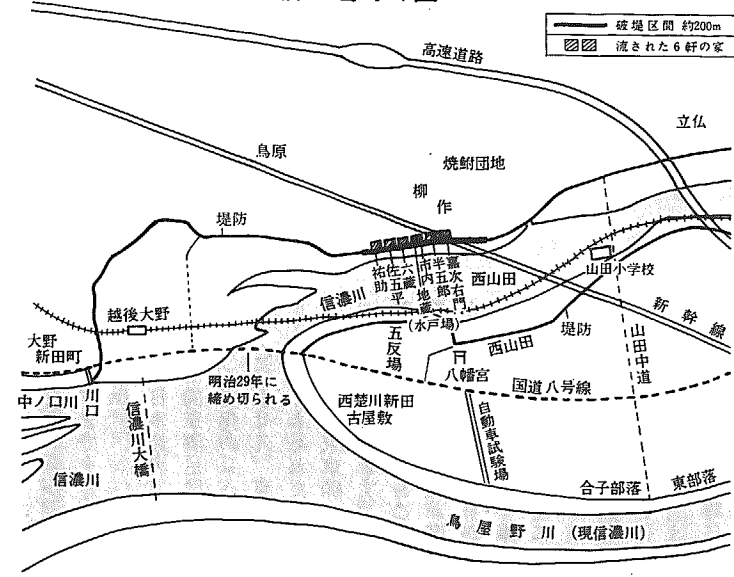 破堤区間 約200m
流された6軒の家
高速道路
立仏
鳥原
焼鮒団地
柳作
堤防
祐助
佐五平
六蔵
市内地蔵
半五郎
嘉次右門
西山田
山田小学校
信濃川
越後大野
(水戸場)
新幹線
大野
新田町
五反場
西山田
堤防
山田中道
八幡宮
明治29年に
締め切られる
国道八号線
中ノ口川
川口
信濃川大橋
西楚川新田
古屋敷
自動車試験場
信濃川
合子部落
東部落
鳥屋野川(現信濃川)